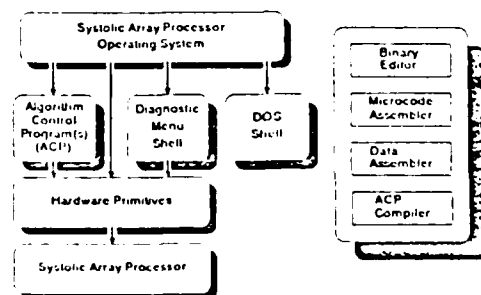 Systolic Array Processor
Operating System
Algorithm
Control
Program(s)
(ACP)
Diagnostic
Menu
Shell
DOS
Shell
Hardware Primitives
Systolic Array Processor
Binary
Editor
Microcode
Assembler
Data
Assembler
ACP
Compiler